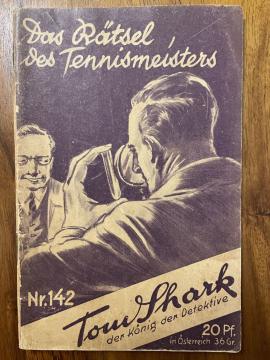 Das Rätsel
des Tennismeisters
Nr. 142
Tom Shark
der König der Detektive
20 Pf.
in Österreich 36 Gr.